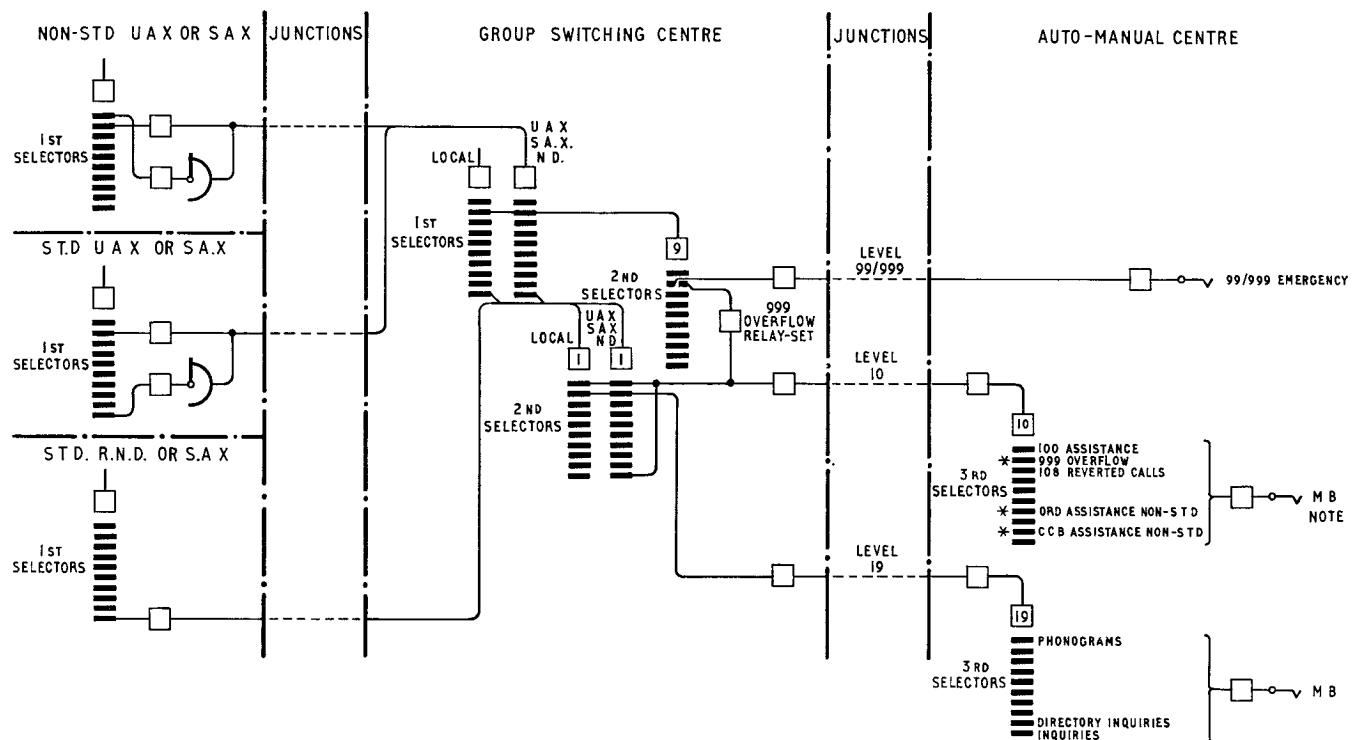 NON-STD UAX OR SAX
JUNCTIONS
GROUP SWITCHING CENTRE
JUNCTIONS
AUTO-MANUAL CENTRE
1ST
SELECTORS
STD UAX OR S.A.X
1ST
SELECTORS
STD. R.N.D. OR S.A X
1ST
SELECTORS
LOCAL
UAX
S.A.X.
ND.
1ST
SELECTORS
9
2ND
SELECTORS
LOCAL
UAX
SAX
ND
1
1
2ND
SELECTORS
999
OVERFLOW
RELAY-SET
LEVEL
99/999
99/999 EMERGENCY
LEVEL
10
10
3RD
SELECTORS
100 ASSISTANCE
* 999 OVERFLOW
108 REVERTED CALLS
* ORD ASSISTANCE NON-STD
* CCB ASSISTANCE NON-STD
MB
NOTE
LEVEL
19
19
3RD
SELECTORS
PHONOGRAMS
DIRECTORY INQUIRIES
INQUIRIES
MB